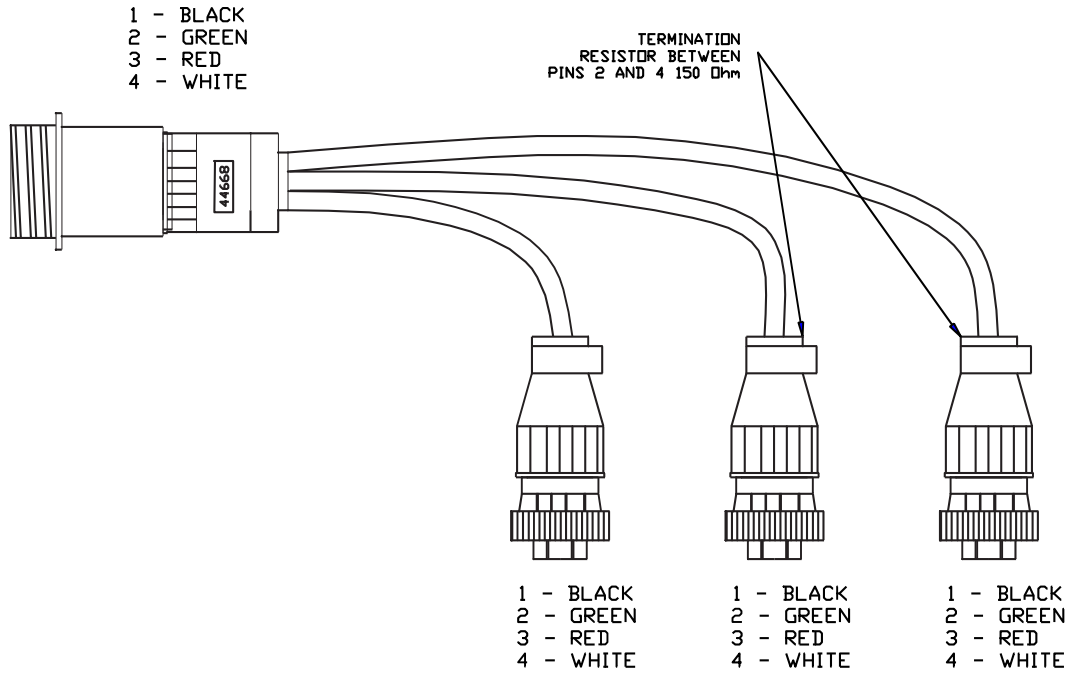 1 - BLACK
2 - GREEN
3 - RED
4 - WHITE
TERMINATION
RESISTOR BETWEEN
PINS 2 AND 4 150 Ohm
44668
1 - BLACK
2 - GREEN
3 - RED
4 - WHITE
1 - BLACK
2 - GREEN
3 - RED
4 - WHITE
1 - BLACK
2 - GREEN
3 - RED
4 - WHITE